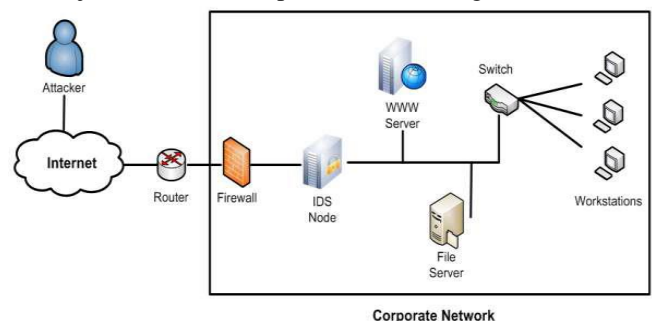 Attacker
Internet
Router
Firewall
IDS
Node
WWW
Server
Switch
File
Server
Workstations
Corporate Network